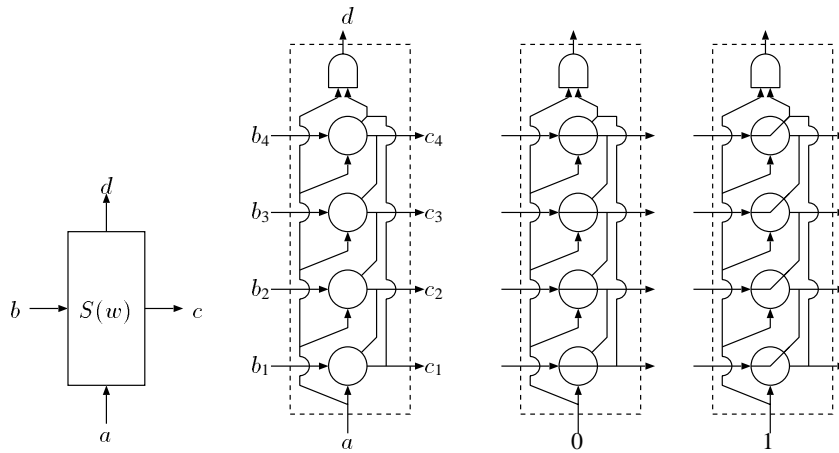 d
b
S(w)
c
d
a
b₄
c₄
b₃
c₃
b₂
c₂
b₁
c₁
a
0
1